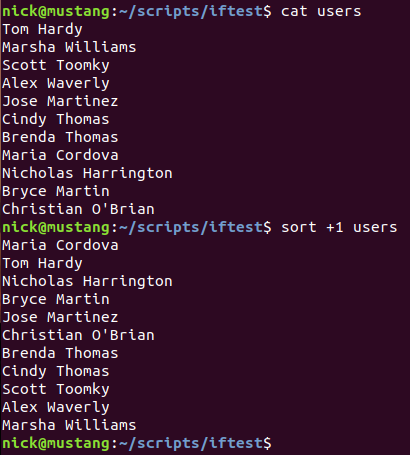 nick@mustang:~/scripts/iftest$ cat users
Tom Hardy
Marsha Williams
Scott Toomky
Alex Waverly
Jose Martinez
Cindy Thomas
Brenda Thomas
Maria Cordova
Nicholas Harrington
Bryce Martin
Christian O'Brian
nick@mustang:~/scripts/iftest$ sort +1 users
Maria Cordova
Tom Hardy
Nicholas Harrington
Bryce Martin
Jose Martinez
Christian O'Brian
Brenda Thomas
Cindy Thomas
Scott Toomky
Alex Waverly
Marsha Williams
nick@mustang:~/scripts/iftest$